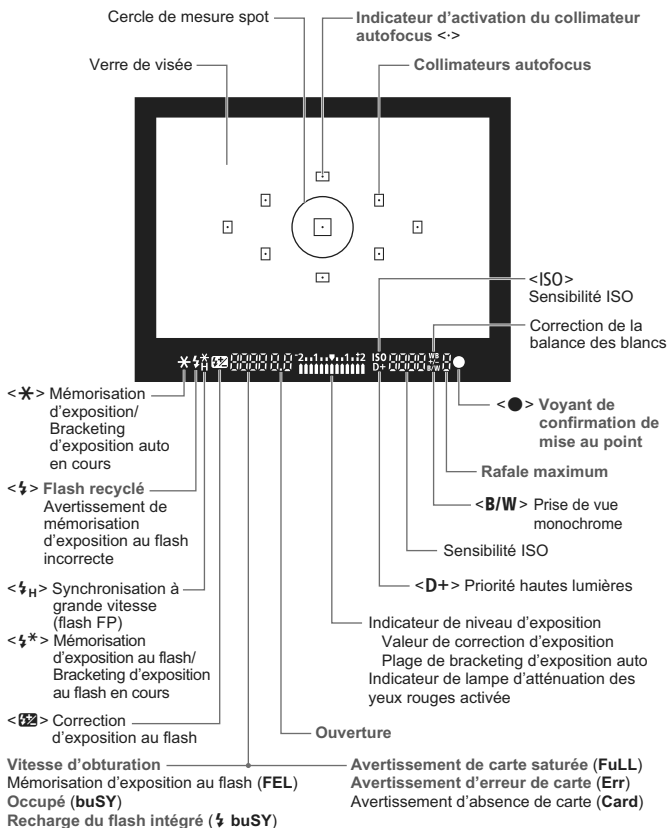 Cercle de mesure spot
Indicateur d'activation du collimateur
autofocus <·>
Verre de visée
Collimateurs autofocus
<ISO>
Sensibilité ISO
Correction de la
balance des blancs
-2..1..▼..1..+2 ISO D+ WB +/- B/W
<✱> Mémorisation
d'exposition/
Bracketing
d'exposition auto
en cours
<●> Voyant de
confirmation de
mise au point
Rafale maximum
<⚡> Flash recyclé
Avertissement de
mémorisation
d'exposition au flash
incorrecte
<B/W> Prise de vue
monochrome
Sensibilité ISO
<D+> Priorité hautes lumières
<⚡H> Synchronisation à
grande vitesse
(flash FP)
<⚡*> Mémorisation
d'exposition au flash/
Bracketing d'exposition
au flash en cours
Indicateur de niveau d'exposition
Valeur de correction d'exposition
Plage de bracketing d'exposition auto
Indicateur de lampe d'atténuation des
yeux rouges activée
<⚡±> Correction
d'exposition au flash
Ouverture
Vitesse d'obturation
Mémorisation d'exposition au flash (FEL)
Occupé (buSY)
Recharge du flash intégré (⚡ buSY)
Avertissement de carte saturée (FuLL)
Avertissement d'erreur de carte (Err)
Avertissement d'absence de carte (Card)